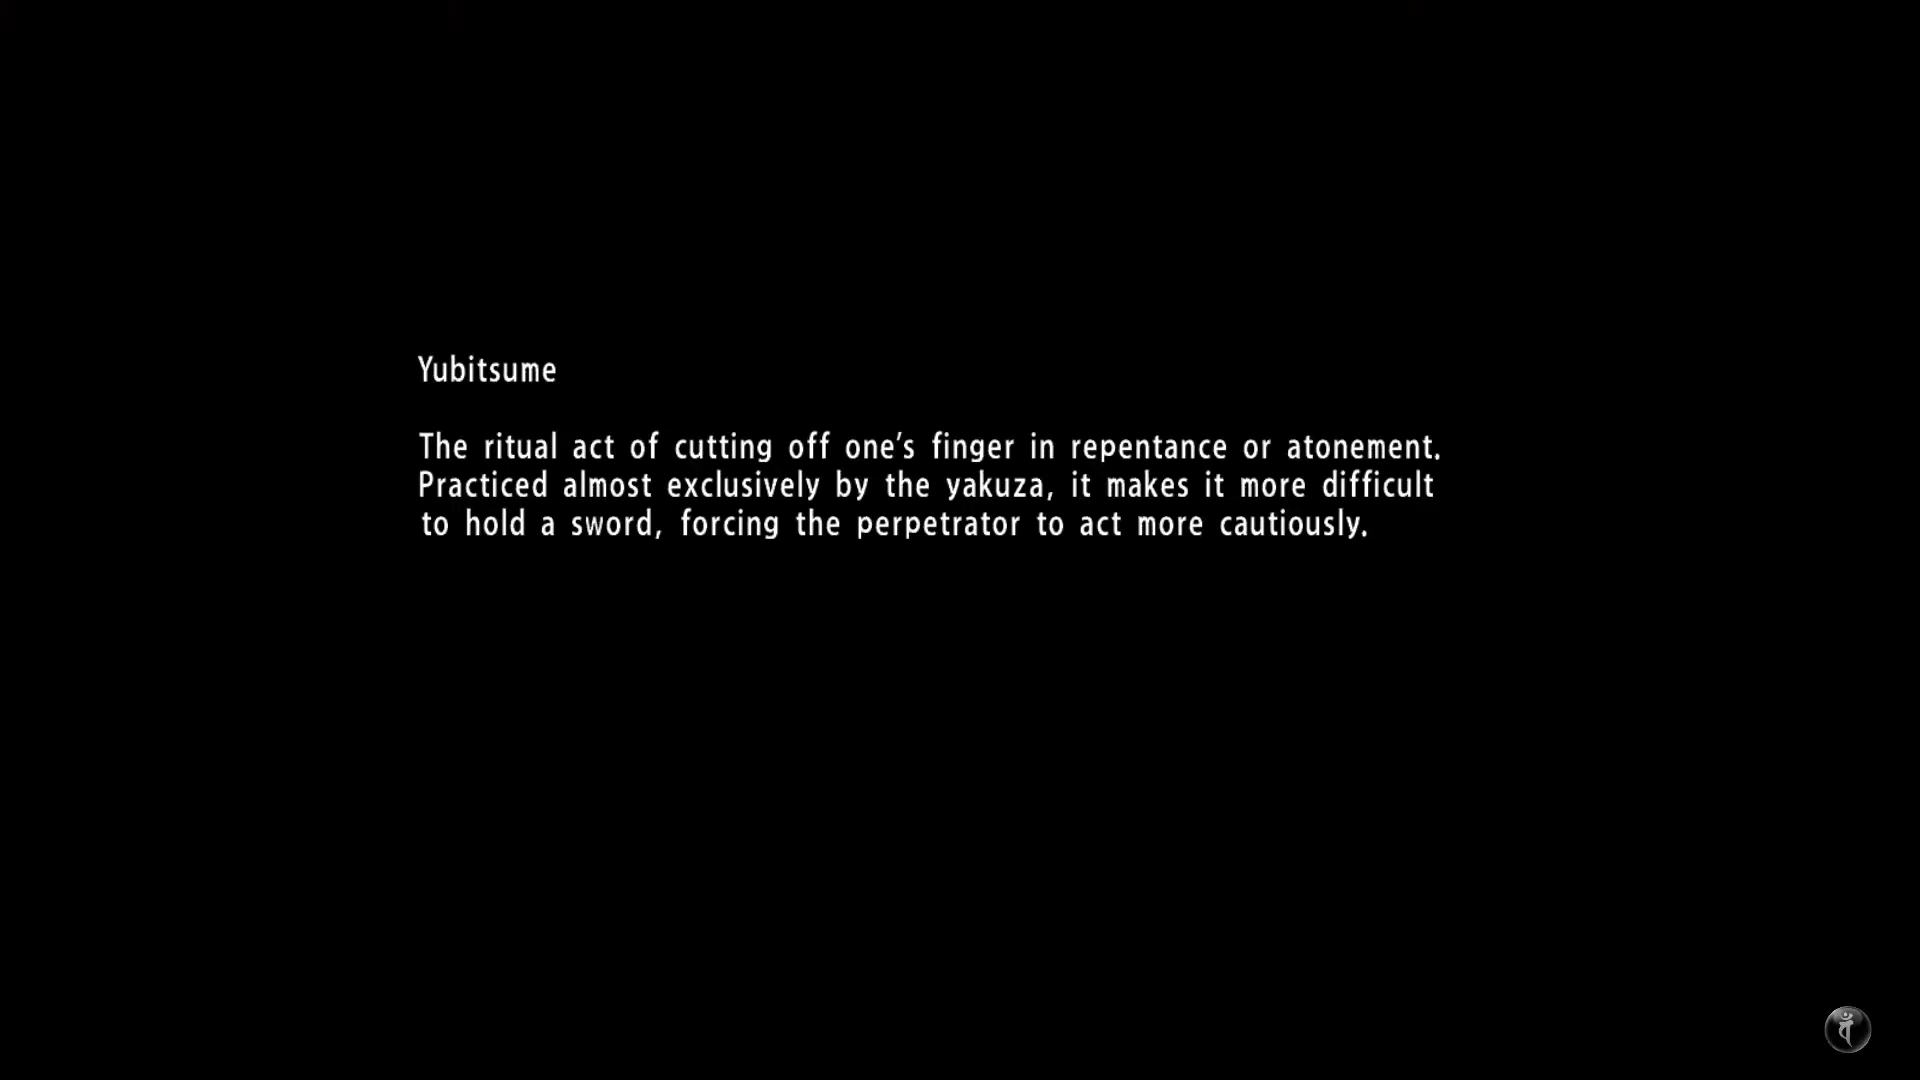 Yubitsume
The ritual act of cutting off one’s finger in repentance or atonement.
Practiced almost exclusively by the yakuza, it makes it more difficult
to hold a sword, forcing the perpetrator to act more cautiously.